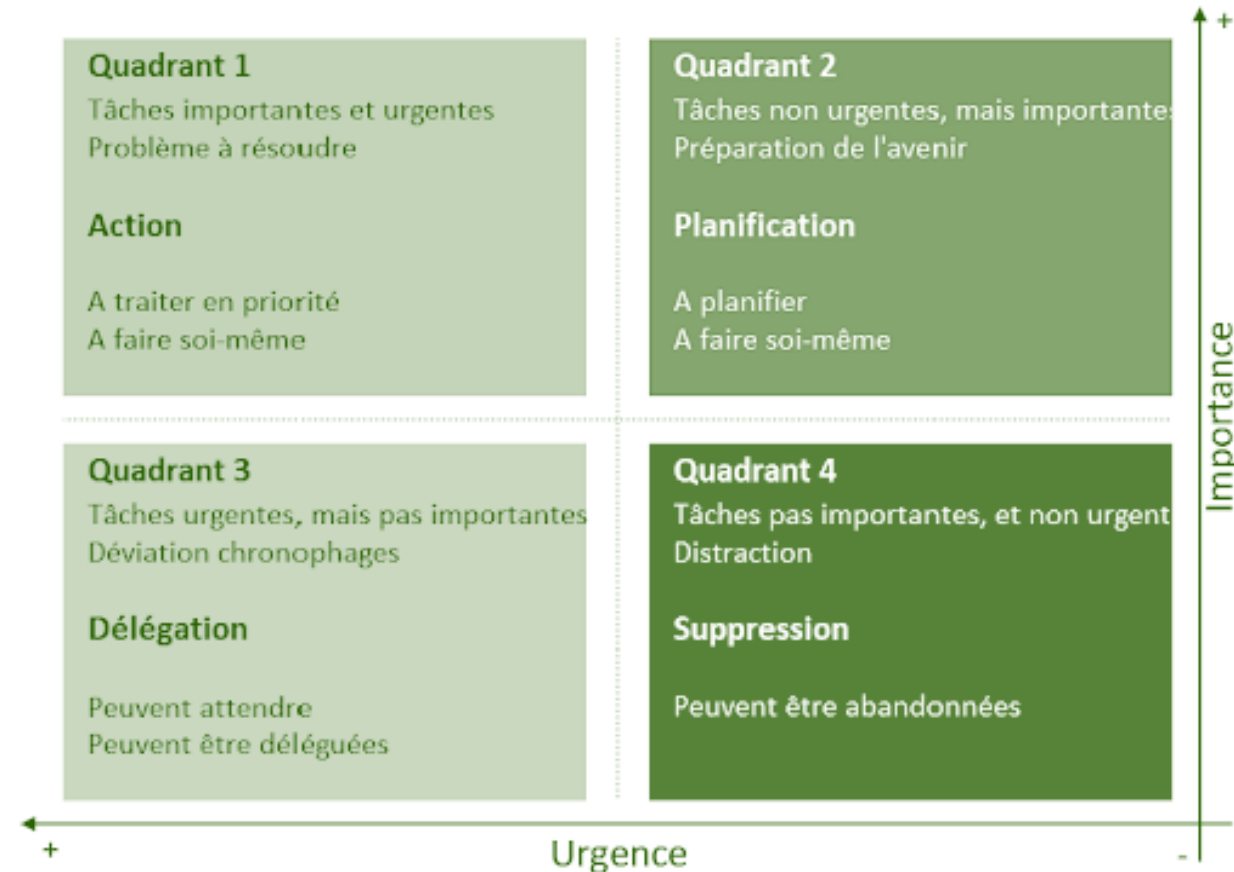 +
Quadrant 1
Tâches importantes et urgentes
Problème à résoudre
Action
A traiter en priorité
A faire soi-même
Quadrant 2
Tâches non urgentes, mais importantes
Préparation de l'avenir
Planification
A planifier
A faire soi-même
Importance
Quadrant 3
Tâches urgentes, mais pas importantes
Déviation chronophages
Délégation
Peuvent attendre
Peuvent être déléguées
Quadrant 4
Tâches pas importantes, et non urgent
Distraction
Suppression
Peuvent être abandonnées
+
Urgence
-